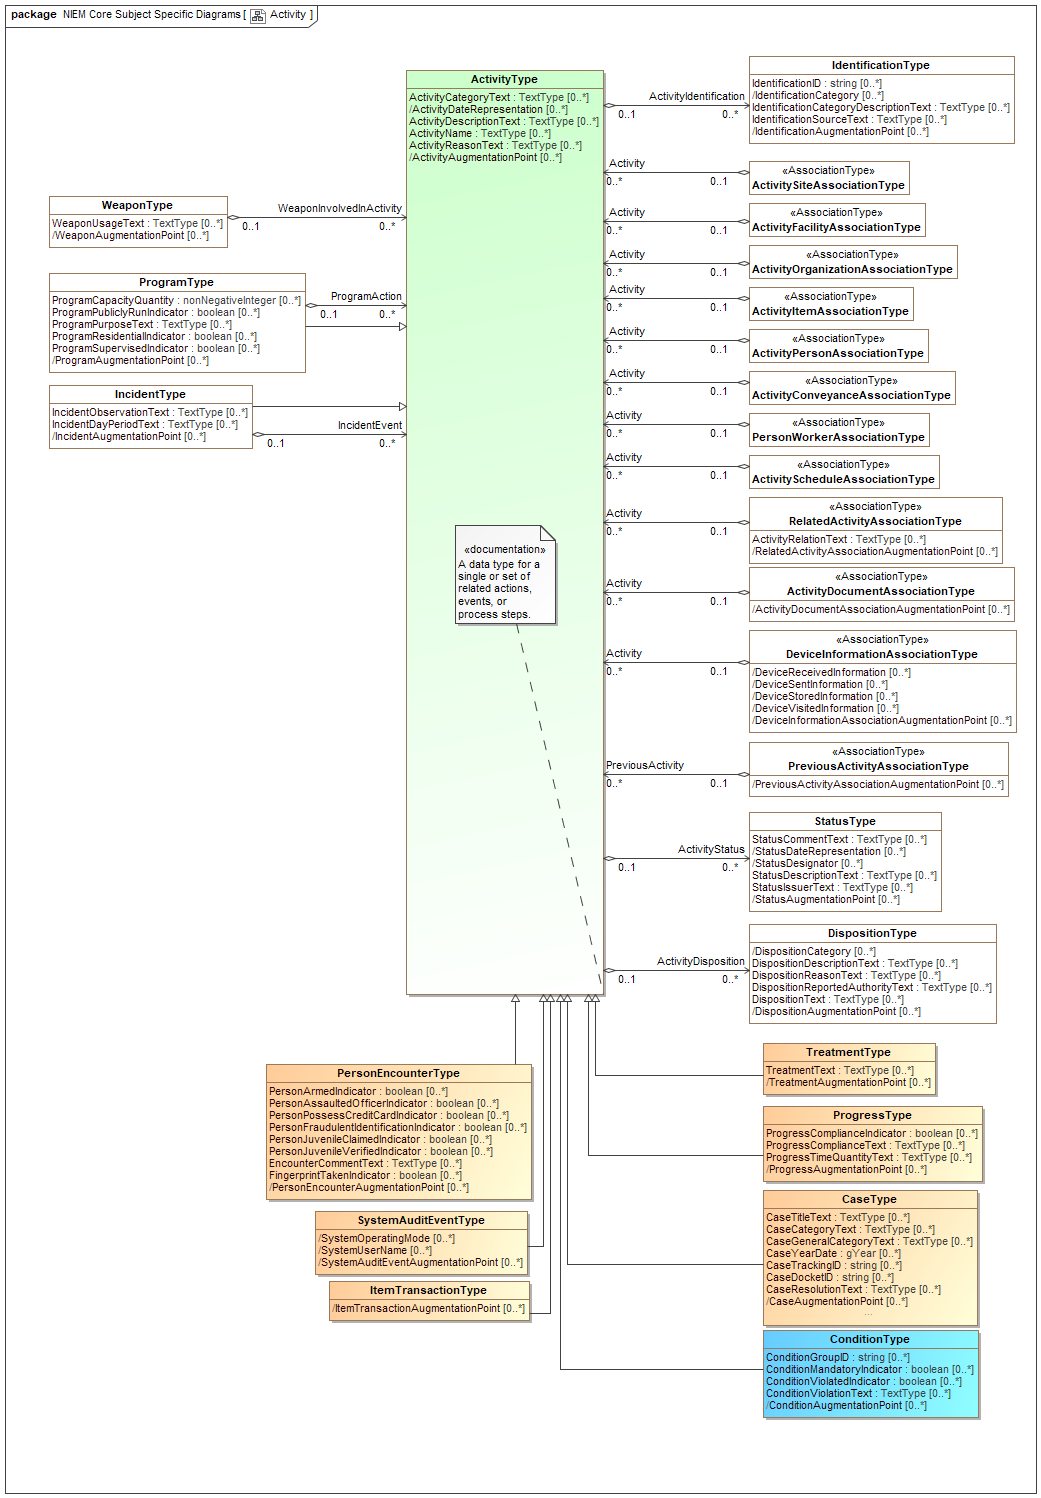 package NIEM Core Subject Specific Diagrams [ Activity ]
ActivityType
ActivityCategoryText : TextType [0..*]
/ActivityDateRepresentation [0..*]
ActivityDescriptionText : TextType [0..*]
ActivityName : TextType [0..*]
ActivityReasonText : TextType [0..*]
/ActivityAugmentationPoint [0..*]
«documentation»
A data type for a
single or set of
related actions,
events, or
process steps.
WeaponType
WeaponUsageText : TextType [0..*]
/WeaponAugmentationPoint [0..*]
WeaponInvolvedInActivity
0..1
0..*
ProgramType
ProgramCapacityQuantity : nonNegativeInteger [0..*]
ProgramPubliclyRunIndicator : boolean [0..*]
ProgramPurposeText : TextType [0..*]
ProgramResidentialIndicator : boolean [0..*]
ProgramSupervisedIndicator : boolean [0..*]
/ProgramAugmentationPoint [0..*]
ProgramAction
0..1
0..*
IncidentType
IncidentObservationText : TextType [0..*]
IncidentDayPeriodText : TextType [0..*]
/IncidentAugmentationPoint [0..*]
IncidentEvent
0..1
0..*
ActivityIdentification
0..1
0..*
IdentificationType
IdentificationID : string [0..*]
/IdentificationCategory [0..*]
IdentificationCategoryDescriptionText : TextType [0..*]
IdentificationSourceText : TextType [0..*]
/IdentificationAugmentationPoint [0..*]
Activity
0..*
0..1
«AssociationType»
ActivitySiteAssociationType
Activity
0..*
0..1
«AssociationType»
ActivityFacilityAssociationType
Activity
0..*
0..1
«AssociationType»
ActivityOrganizationAssociationType
Activity
0..*
0..1
«AssociationType»
ActivityItemAssociationType
Activity
0..*
0..1
«AssociationType»
ActivityPersonAssociationType
Activity
0..*
0..1
«AssociationType»
ActivityConveyanceAssociationType
Activity
0..*
0..1
«AssociationType»
PersonWorkerAssociationType
Activity
0..*
0..1
«AssociationType»
ActivityScheduleAssociationType
Activity
0..*
0..1
«AssociationType»
RelatedActivityAssociationType
ActivityRelationText : TextType [0..*]
/RelatedActivityAssociationAugmentationPoint [0..*]
Activity
0..*
0..1
«AssociationType»
ActivityDocumentAssociationType
/ActivityDocumentAssociationAugmentationPoint [0..*]
Activity
0..*
0..1
«AssociationType»
DeviceInformationAssociationType
/DeviceReceivedInformation [0..*]
/DeviceSentInformation [0..*]
/DeviceStoredInformation [0..*]
/DeviceVisitedInformation [0..*]
/DeviceInformationAssociationAugmentationPoint [0..*]
PreviousActivity
0..*
0..1
«AssociationType»
PreviousActivityAssociationType
/PreviousActivityAssociationAugmentationPoint [0..*]
ActivityStatus
0..1
0..*
StatusType
StatusCommentText : TextType [0..*]
/StatusDateRepresentation [0..*]
/StatusDesignator [0..*]
StatusDescriptionText : TextType [0..*]
StatusIssuerText : TextType [0..*]
/StatusAugmentationPoint [0..*]
ActivityDisposition
0..1
0..*
DispositionType
/DispositionCategory [0..*]
DispositionDescriptionText : TextType [0..*]
DispositionReasonText : TextType [0..*]
DispositionReportedAuthorityText : TextType [0..*]
DispositionText : TextType [0..*]
/DispositionAugmentationPoint [0..*]
PersonEncounterType
PersonArmedIndicator : boolean [0..*]
PersonAssaultedOfficerIndicator : boolean [0..*]
PersonPossessCreditCardIndicator : boolean [0..*]
PersonFraudulentIdentificationIndicator : boolean [0..*]
PersonJuvenileClaimedIndicator : boolean [0..*]
PersonJuvenileVerifiedIndicator : boolean [0..*]
EncounterCommentText : TextType [0..*]
FingerprintTakenIndicator : boolean [0..*]
/PersonEncounterAugmentationPoint [0..*]
SystemAuditEventType
/SystemOperatingMode [0..*]
/SystemUserName [0..*]
/SystemAuditEventAugmentationPoint [0..*]
ItemTransactionType
/ItemTransactionAugmentationPoint [0..*]
TreatmentType
TreatmentText : TextType [0..*]
/TreatmentAugmentationPoint [0..*]
ProgressType
ProgressComplianceIndicator : boolean [0..*]
ProgressComplianceText : TextType [0..*]
ProgressTimeQuantityText : TextType [0..*]
/ProgressAugmentationPoint [0..*]
CaseType
CaseTitleText : TextType [0..*]
CaseCategoryText : TextType [0..*]
CaseGeneralCategoryText : TextType [0..*]
CaseYearDate : gYear [0..*]
CaseTrackingID : string [0..*]
CaseDocketID : string [0..*]
CaseResolutionText : TextType [0..*]
/CaseAugmentationPoint [0..*]
...
ConditionType
ConditionGroupID : string [0..*]
ConditionMandatoryIndicator : boolean [0..*]
ConditionViolatedIndicator : boolean [0..*]
ConditionViolationText : TextType [0..*]
/ConditionAugmentationPoint [0..*]